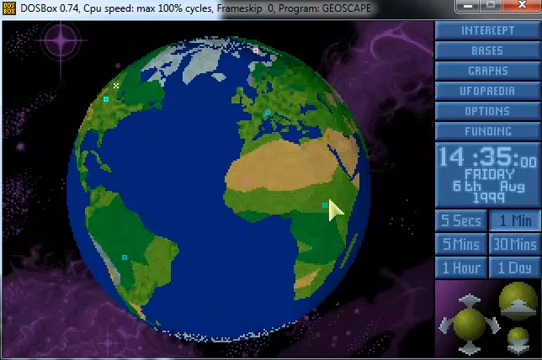 DOSBox 0.74, Cpu speed: max 100% cycles, Frameskip 0, Program: GEOSCAPE
INTERCEPT
BASES
GRAPHS
UFOPAEDIA
OPTIONS
FUNDING
14:35:00
FRIDAY
6th Aug
1999
5 Secs 1 Min
5 Mins 30 Mins
1 Hour 1 Day